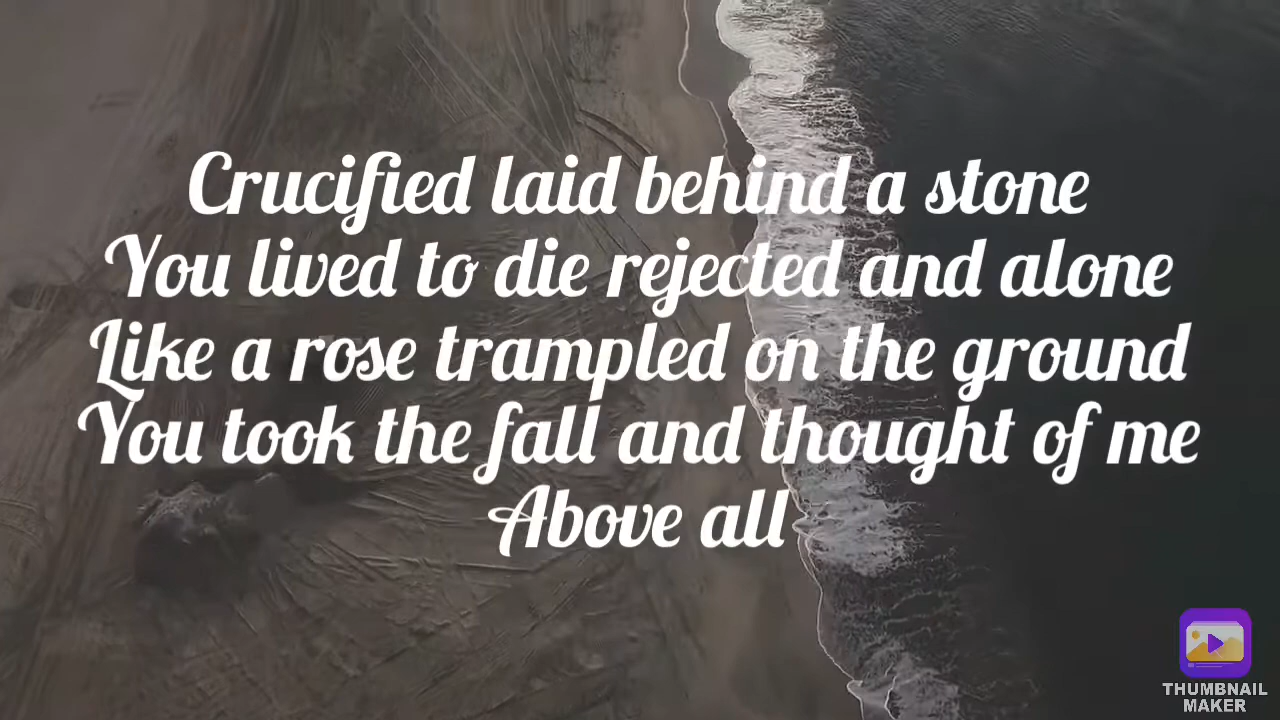 Crucified laid behind a stone
You lived to die rejected and alone
Like a rose trampled on the ground
You took the fall and thought of me
Above all
THUMBNAIL
MAKER